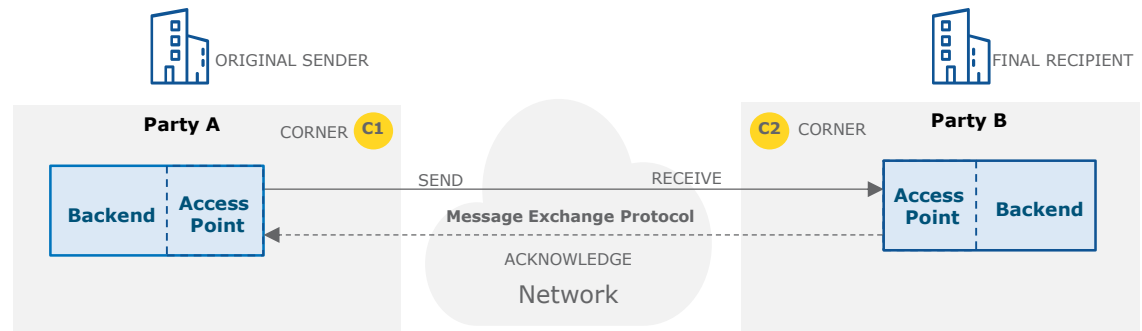 ORIGINAL SENDER
FINAL RECIPIENT
Party A
CORNER C1
C2 CORNER
Party B
SEND
RECEIVE
Backend
Access
Point
Message Exchange Protocol
Access
Point
Backend
ACKNOWLEDGE
Network